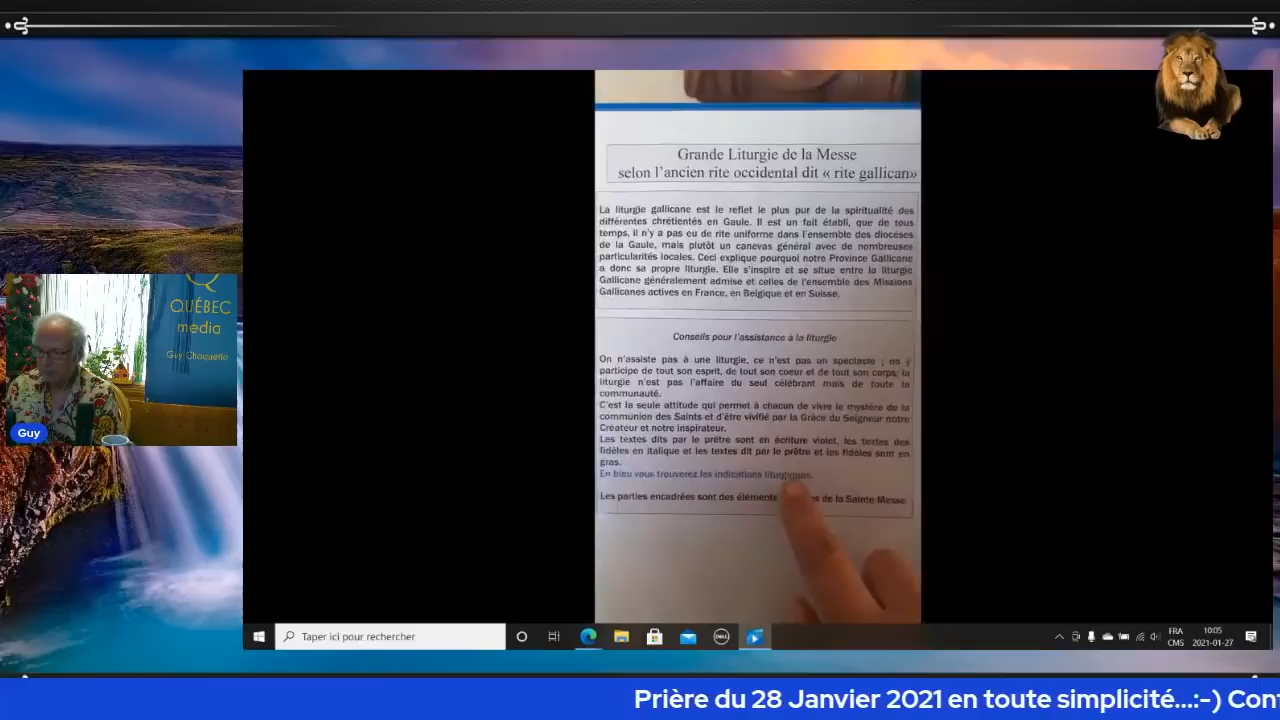 Grande Liturgie de la Messe
selon l'ancien rite occidental dit « rite gallican»
La liturgie gallicane est le reflet le plus pur de la spiritualité des
différentes chrétientés en Gaule. Il est un fait établi, que de tous
temps, il n'y a pas eu de rite uniforme dans l'ensemble des diocèses
de la Gaule, mais plutôt un canevas général avec de nombreuses
particularités locales. Ceci explique pourquoi notre Province Gallicane
a donc sa propre liturgie. Elle s'inspire et se situe entre la liturgie
Gallicane généralement admise et celles de l'ensemble des Missions
Gallicanes actives en France, en Belgique et en Suisse.
Conseils pour l'assistance à la liturgie
On n'assiste pas à une liturgie, ce n'est pas un spectacle ; on y
participe de tout son esprit, de tout son coeur et de tout son corps; la
liturgie n'est pas l'affaire du seul célébrant mais de toute la
communauté.
C'est la seule attitude qui permet à chacun de vivre le mystère de la
communion des Saints et d'être vivifié par la Grâce du Seigneur notre
Créateur et notre inspirateur.
Les textes dits par le prêtre sont en écriture violet, les textes des
fidèles en italique et les textes dit par le prêtre et les fidèles sont en
gras.
En bleu vous trouverez les indications liturgiques.
Les parties encadrées sont des éléments de la Sainte Messe
QUÉBEC
media
Guy Choquette
Guy
Taper ici pour rechercher
DELL
FRA
CMS
10:05
2021-01-27
Prière du 28 Janvier 2021 en toute simplicité...:-) Con